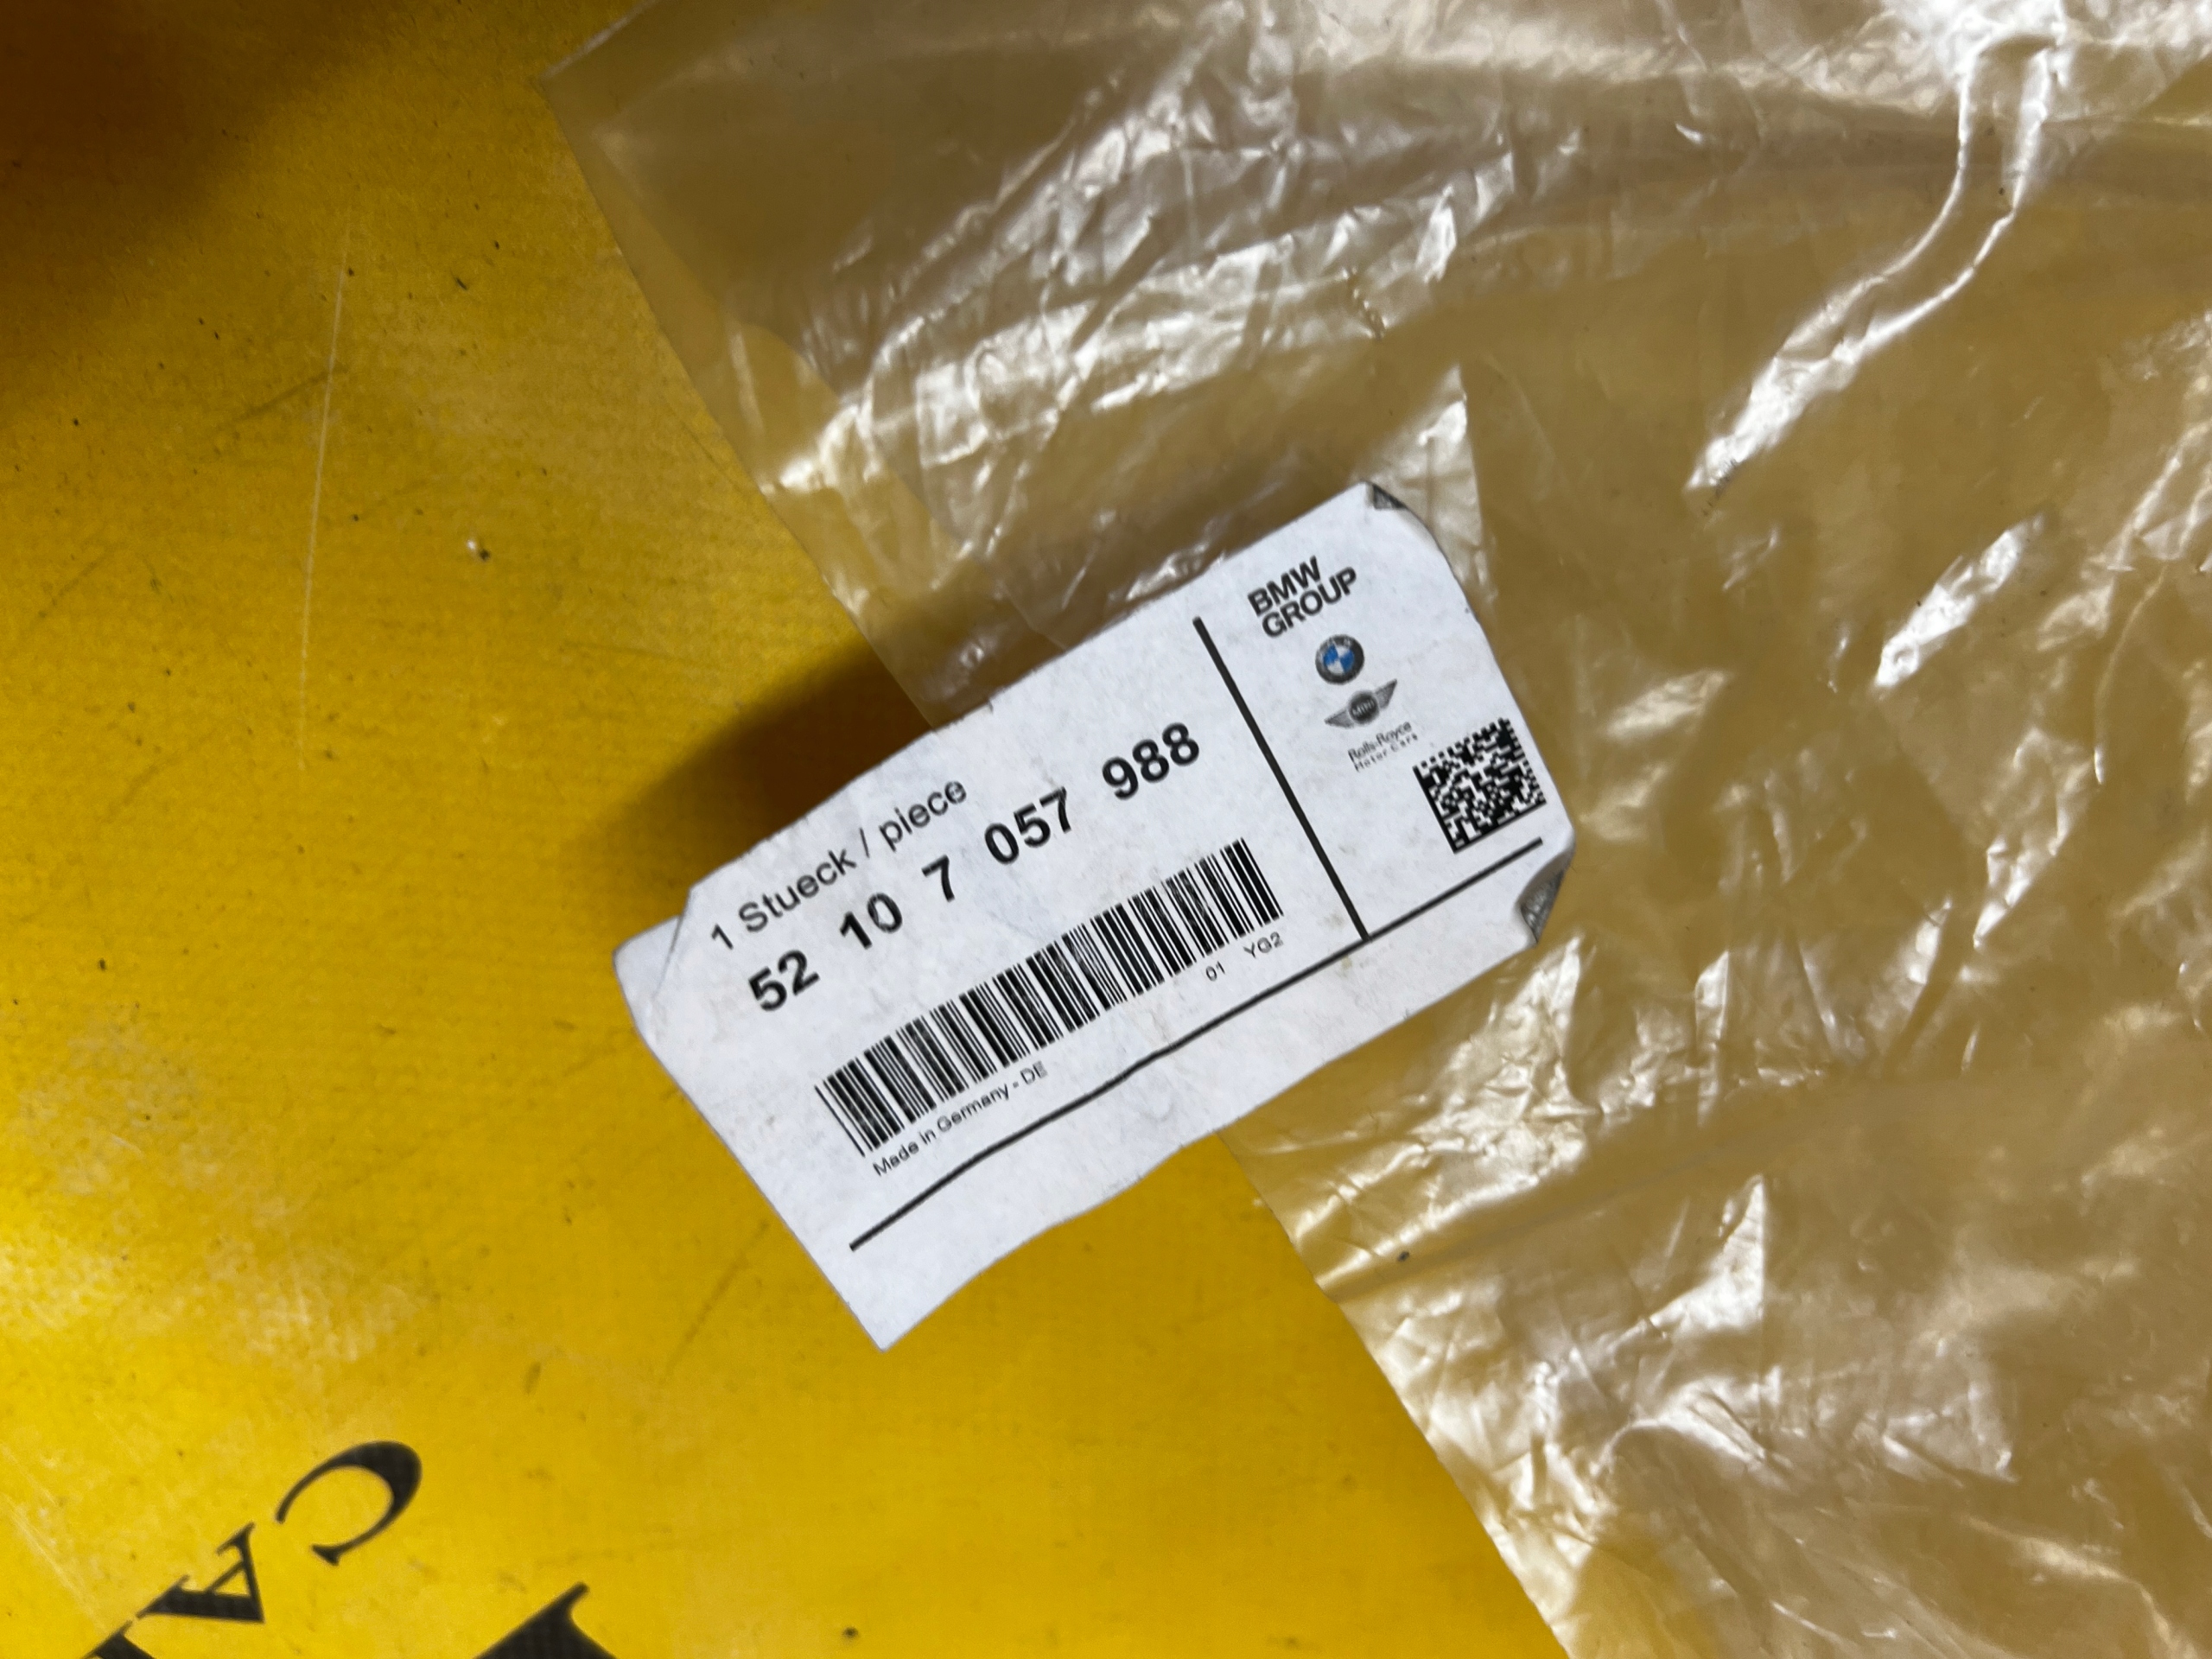 1 Stueck / piece
52 10 7 057 988
01 YG2
Made in Germany - DE
BMW
GROUP
MINI
Rolls-Royce
Motor Cars
CA